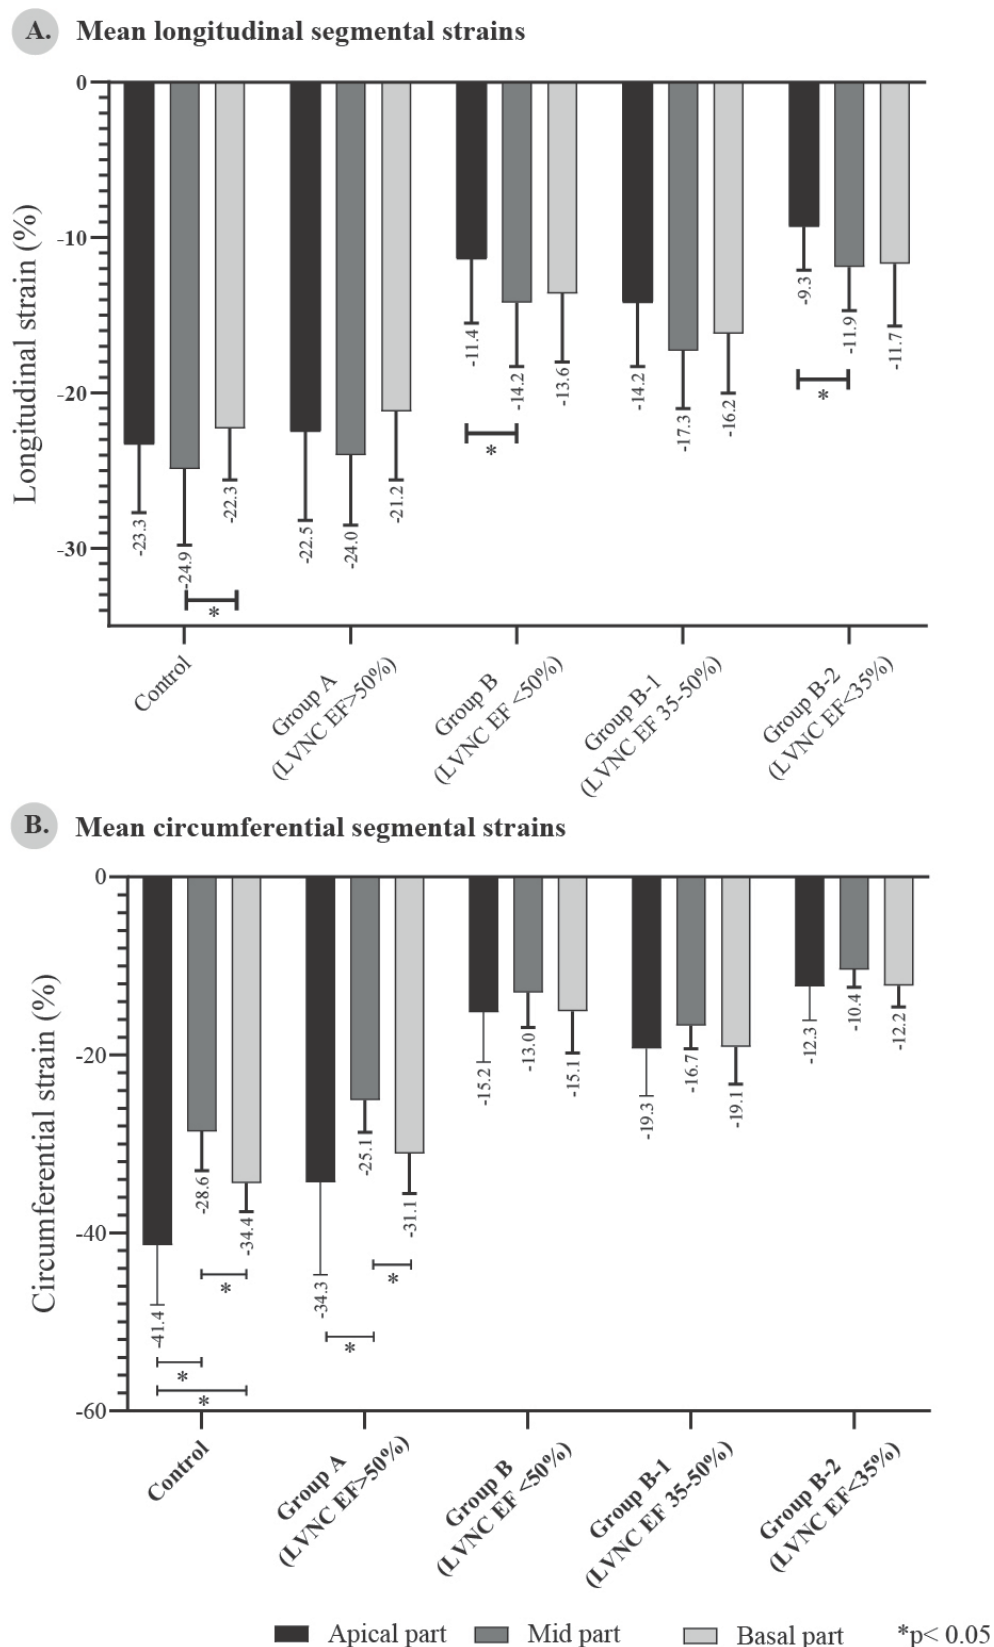 A. Mean longitudinal segmental strains
Longitudinal strain (%)
0
-10
-20
-30
-23.3
-24.9
-22.3
*
-22.5
-24.0
-21.2
-11.4
-14.2
-13.6
*
-14.2
-17.3
-16.2
-9.3
-11.9
-11.7
*
Control
Group A
(LVNC EF>50%)
Group B
(LVNC EF <50%)
Group B-1
(LVNC EF 35-50%)
Group B-2
(LVNC EF<35%)
B. Mean circumferential segmental strains
Circumferential strain (%)
0
-20
-40
-60
-41.4
-28.6
-34.4
*
*
*
-34.3
-25.1
-31.1
*
*
-15.2
-13.0
-15.1
-19.3
-16.7
-19.1
-12.3
-10.4
-12.2
Control
Group A
(LVNC EF>50%)
Group B
(LVNC EF <50%)
Group B-1
(LVNC EF 35-50%)
Group B-2
(LVNC EF<35%)
Apical part Mid part Basal part *p< 0.05